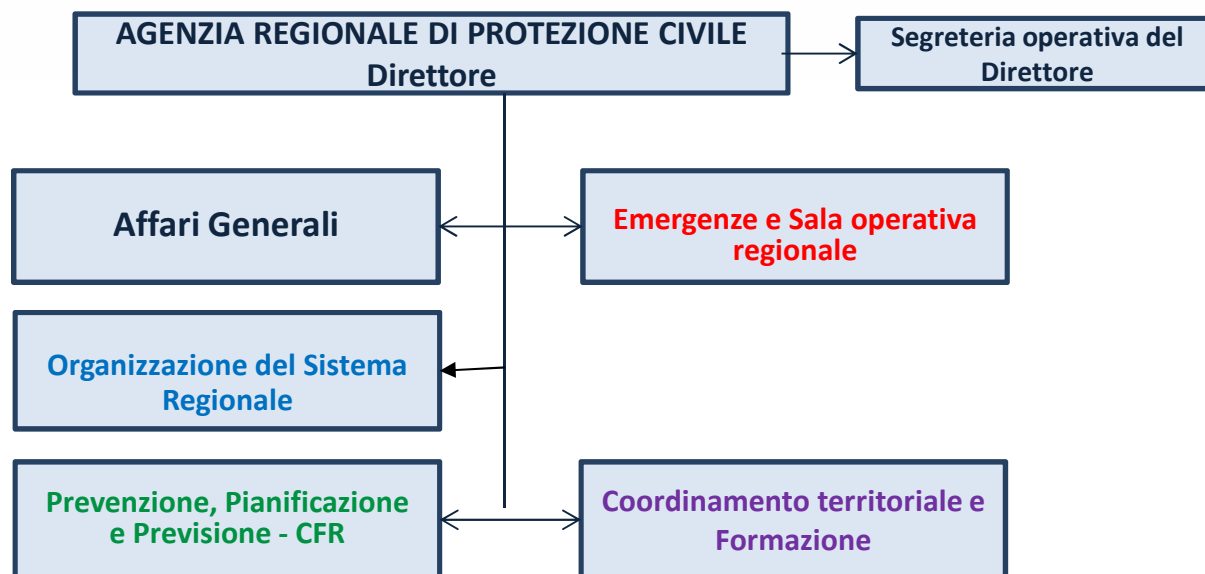 AGENZIA REGIONALE DI PROTEZIONE CIVILE
Direttore
Segreteria operativa del
Direttore
Affari Generali
Emergenze e Sala operativa
regionale
Organizzazione del Sistema
Regionale
Prevenzione, Pianificazione
e Previsione - CFR
Coordinamento territoriale e
Formazione